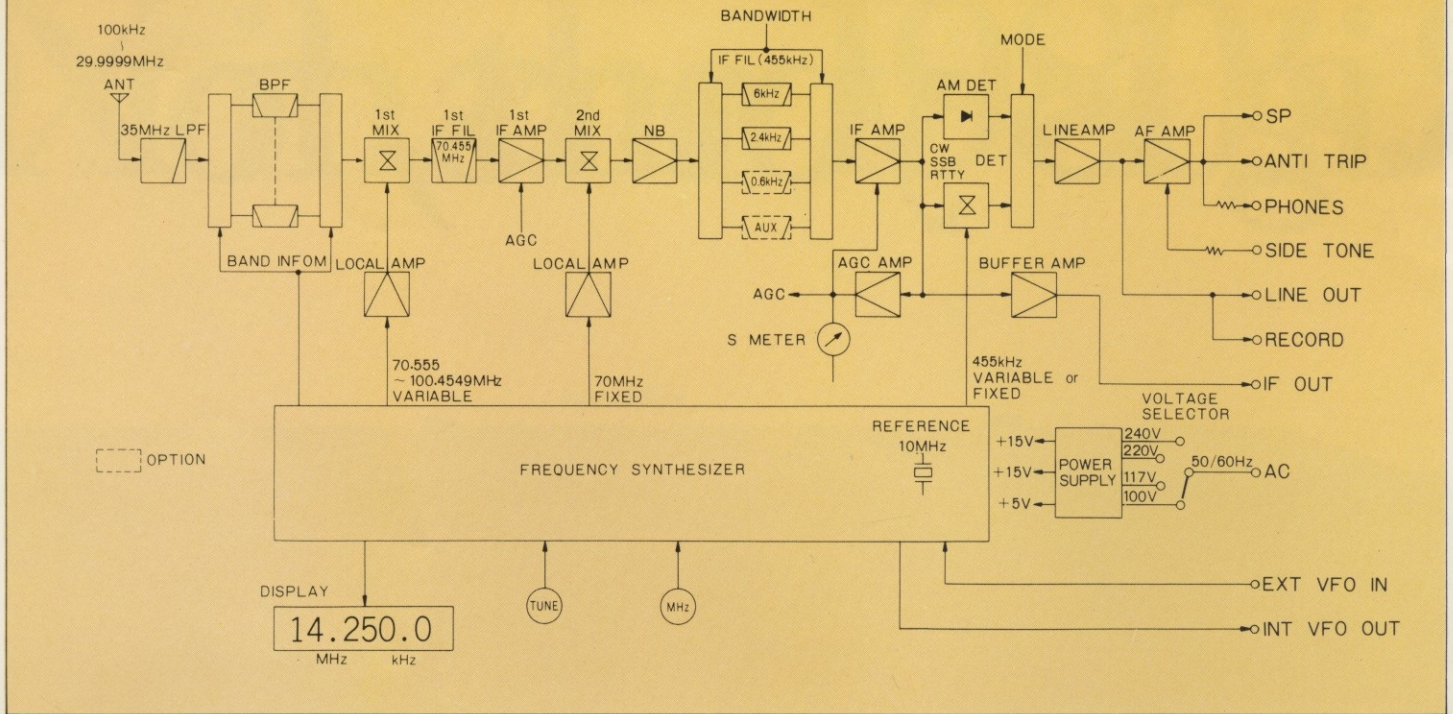 100kHz
~
29.9999MHz
ANT
35MHz LPF
BPF
BAND INFOM
1st
MIX
1st
IF FIL
70.455
MHz
1st
IF AMP
AGC
2nd
MIX
NB
LOCAL AMP
LOCAL AMP
BANDWIDTH
IF FIL (455kHz)
6kHz
2.4kHz
0.6kHz
AUX
IF AMP
MODE
AM DET
CW
SSB
RTTY
DET
LINEAMP
AF AMP
SP
ANTI TRIP
PHONES
SIDE TONE
LINE OUT
RECORD
IF OUT
AGC
AGC AMP
BUFFER AMP
S METER
70.555
~100.4549MHz
VARIABLE
70MHz
FIXED
455kHz
VARIABLE or
FIXED
VOLTAGE
SELECTOR
OPTION
FREQUENCY SYNTHESIZER
REFERENCE
10MHz
+15V
+15V
+5V
POWER
SUPPLY
240V
220V
117V
100V
50/60Hz
AC
DISPLAY
14.250.0
MHz kHz
TUNE
MHz
EXT VFO IN
INT VFO OUT